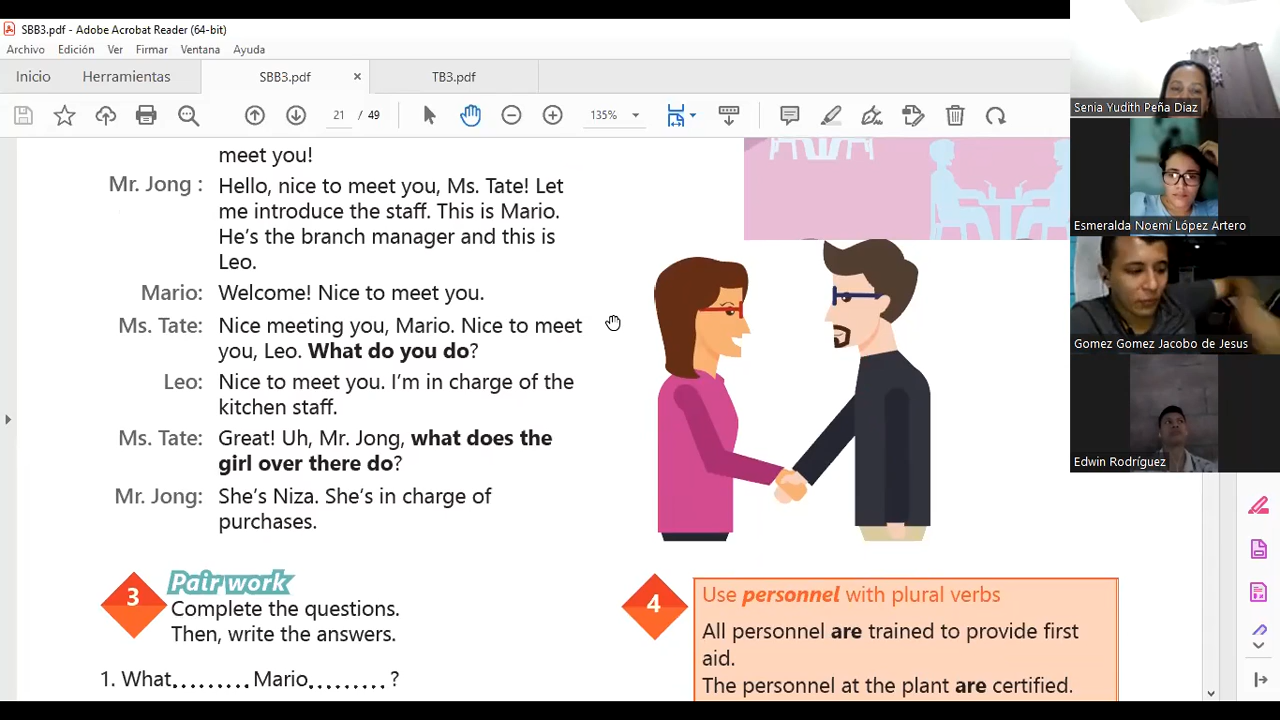 SBB3.pdf - Adobe Acrobat Reader (64-bit)
Archivo Edición Ver Firmar Ventana Ayuda
Inicio Herramientas SBB3.pdf × TB3.pdf
21 / 49 135%
meet you!
Mr. Jong : Hello, nice to meet you, Ms. Tate! Let
me introduce the staff. This is Mario.
He's the branch manager and this is
Leo.
Mario: Welcome! Nice to meet you.
Ms. Tate: Nice meeting you, Mario. Nice to meet
you, Leo. What do you do?
Leo: Nice to meet you. I'm in charge of the
kitchen staff.
Ms. Tate: Great! Uh, Mr. Jong, what does the
girl over there do?
Mr. Jong: She's Niza. She's in charge of
purchases.
3 Pair work
Complete the questions.
Then, write the answers.
1. What......... Mario......... ?
4 Use personnel with plural verbs
All personnel are trained to provide first
aid.
The personnel at the plant are certified.
Senia Yudith Peña Diaz
Esmeralda Noemí López Artero
Gomez Gomez Jacobo de Jesus
Edwin Rodríguez